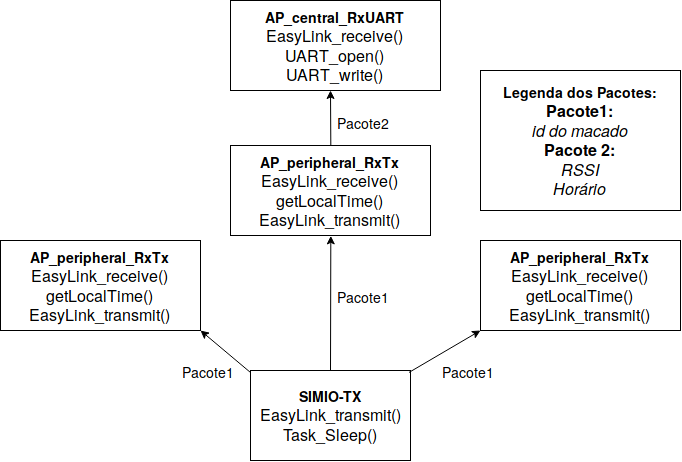 AP_central_RxUART
EasyLink_receive()
UART_open()
UART_write()
Legenda dos Pacotes:
Pacote1:
id do macado
Pacote 2:
RSSI
Horário
Pacote2
AP_peripheral_RxTx
EasyLink_receive()
getLocalTime()
EasyLink_transmit()
AP_peripheral_RxTx
EasyLink_receive()
getLocalTime()
EasyLink_transmit()
AP_peripheral_RxTx
EasyLink_receive()
getLocalTime()
EasyLink_transmit()
Pacote1
Pacote1
Pacote1
SIMIO-TX
EasyLink_transmit()
Task_Sleep()